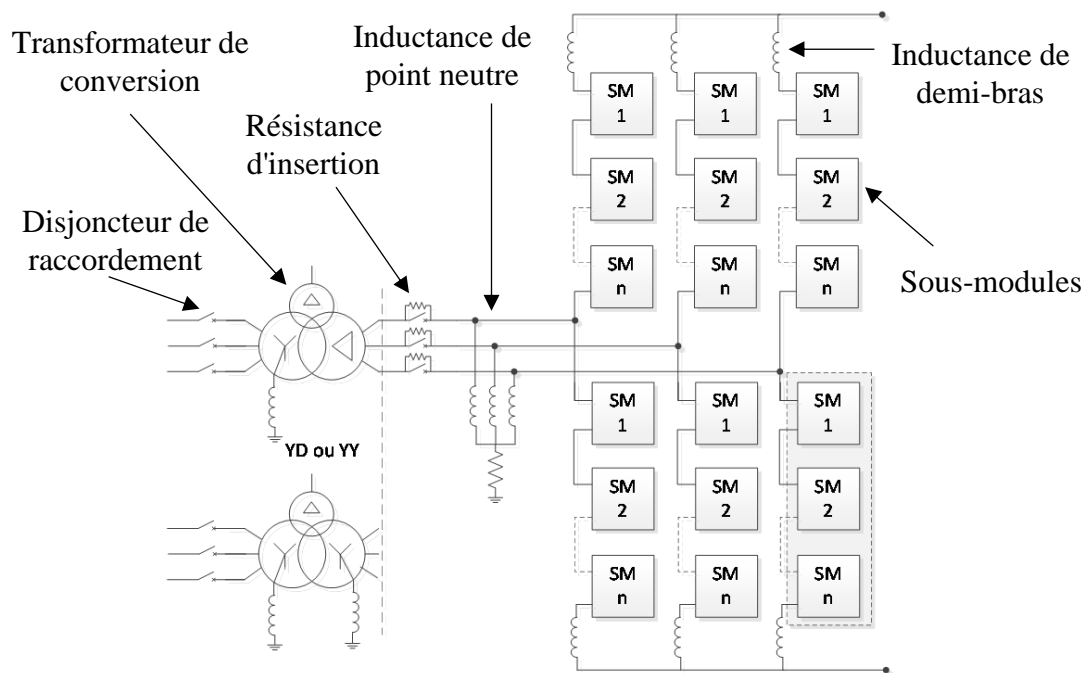 Transformateur de
conversion
Inductance de
point neutre
Inductance de
demi-bras
Résistance
d'insertion
Disjoncteur de
raccordement
Sous-modules
YD ou YY
SM
1
SM
1
SM
1
SM
2
SM
2
SM
2
SM
n
SM
n
SM
n
SM
1
SM
1
SM
1
SM
2
SM
2
SM
2
SM
n
SM
n
SM
n